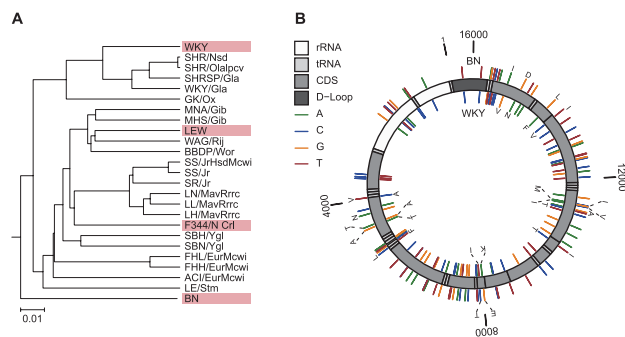 A
WKY
SHR/Nsd
SHR/OlaIpcv
SHRSP/Gla
WKY/Gla
GK/Ox
MNA/Gib
MHS/Gib
LEW
WAG/Rij
BBDP/Wor
SS/JrHsdMcwi
SS/Jr
SR/Jr
LN/MavRrrc
LL/MavRrrc
LH/MavRrrc
F344/N Crl
SBH/Ygl
SBN/Ygl
FHL/EurMcwi
FHH/EurMcwi
ACI/EurMcwi
LE/Stm
BN
0.01
B
rRNA
tRNA
CDS
D-Loop
A
C
G
T
1
16000
BN
WKY
12000
8000
4000